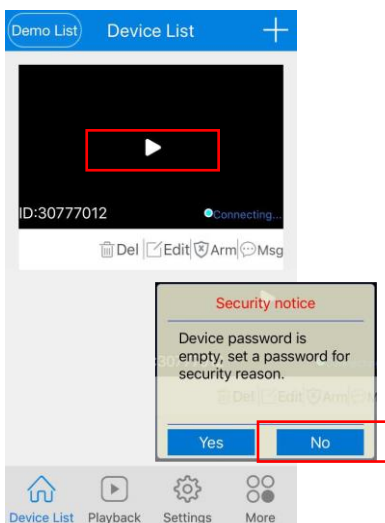 Demo List Device List
ID:30777012 Connecting...
Del Edit Arm Msg
Security notice
Device password is
empty, set a password for
security reason.
Yes No
Device List Playback Settings More